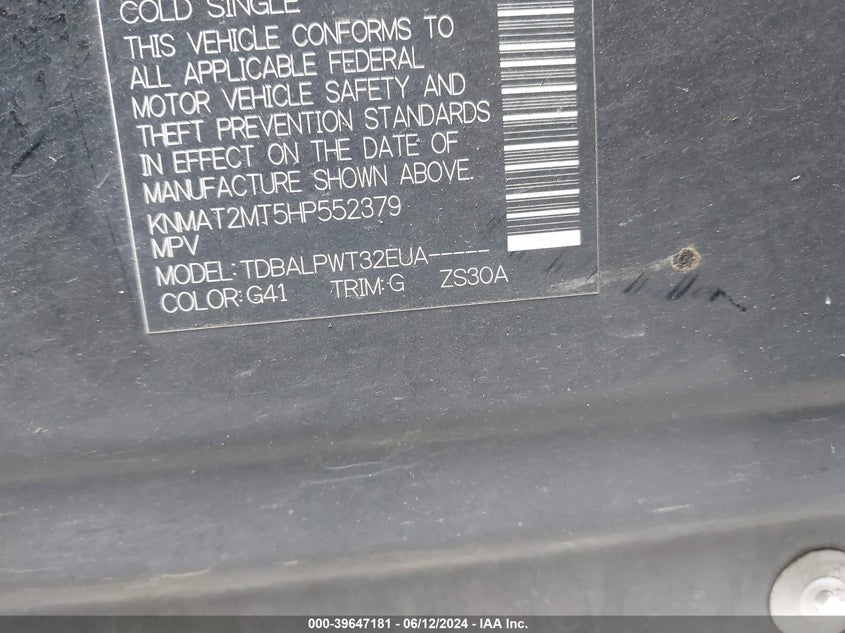 COLD SINGLE
THIS VEHICLE CONFORMS TO
ALL APPLICABLE FEDERAL
MOTOR VEHICLE SAFETY AND
THEFT PREVENTION STANDARDS
IN EFFECT ON THE DATE OF
MANUFACTURE SHOWN ABOVE.
KNMAT2MT5HP552379
MPV
MODEL:TDBALPWT32EUA-----
COLOR:G41 TRIM:G ZS30A
000-39647181 - 06/12/2024 - IAA Inc.